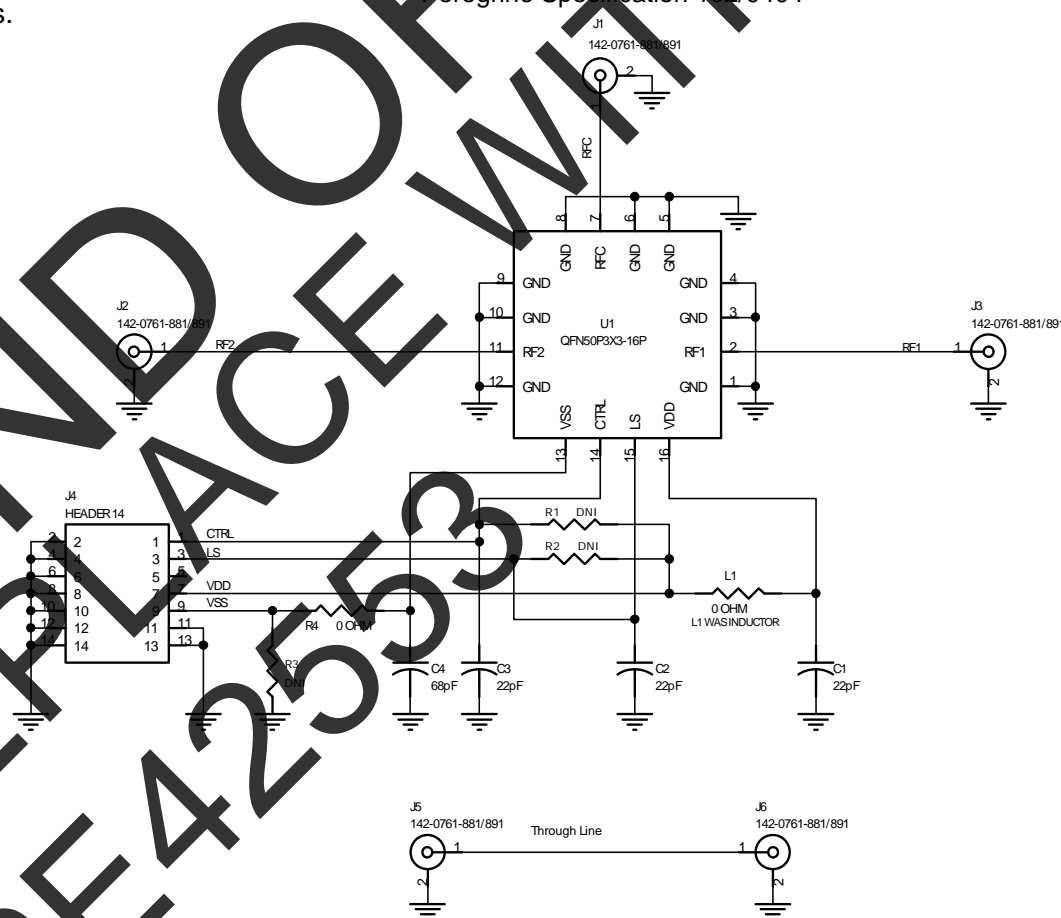 s.
J1
142-0761-881/891
2
1
RFC
8
7
6
5
GND
RFC
GND
GND
9
GND
GND
4
10
GND
GND
3
U1
QFN50P3X3-16P
11
RF2
RF1
2
12
GND
GND
1
VSS
CTRL
LS
VDD
13
14
15
16
J2
142-0761-881/891
1
RF2
2
J3
142-0761-881/891
RF1
1
2
J4
HEADER 14
2
2
1
1
CTRL
4
4
3
3
LS
6
6
5
5
8
8
7
7
VDD
10
10
9
9
VSS
12
12
11
11
14
14
13
13
R1
DNI
R2
DNI
L1
0 OHM
L1 WAS INDUCTOR
R4
0 OHM
R3
DNI
C4
68pF
C3
22pF
C2
22pF
C1
22pF
J5
142-0761-881/891
1
2
Through Line
J6
142-0761-881/891
1
2
PLACE WIT
PE42553